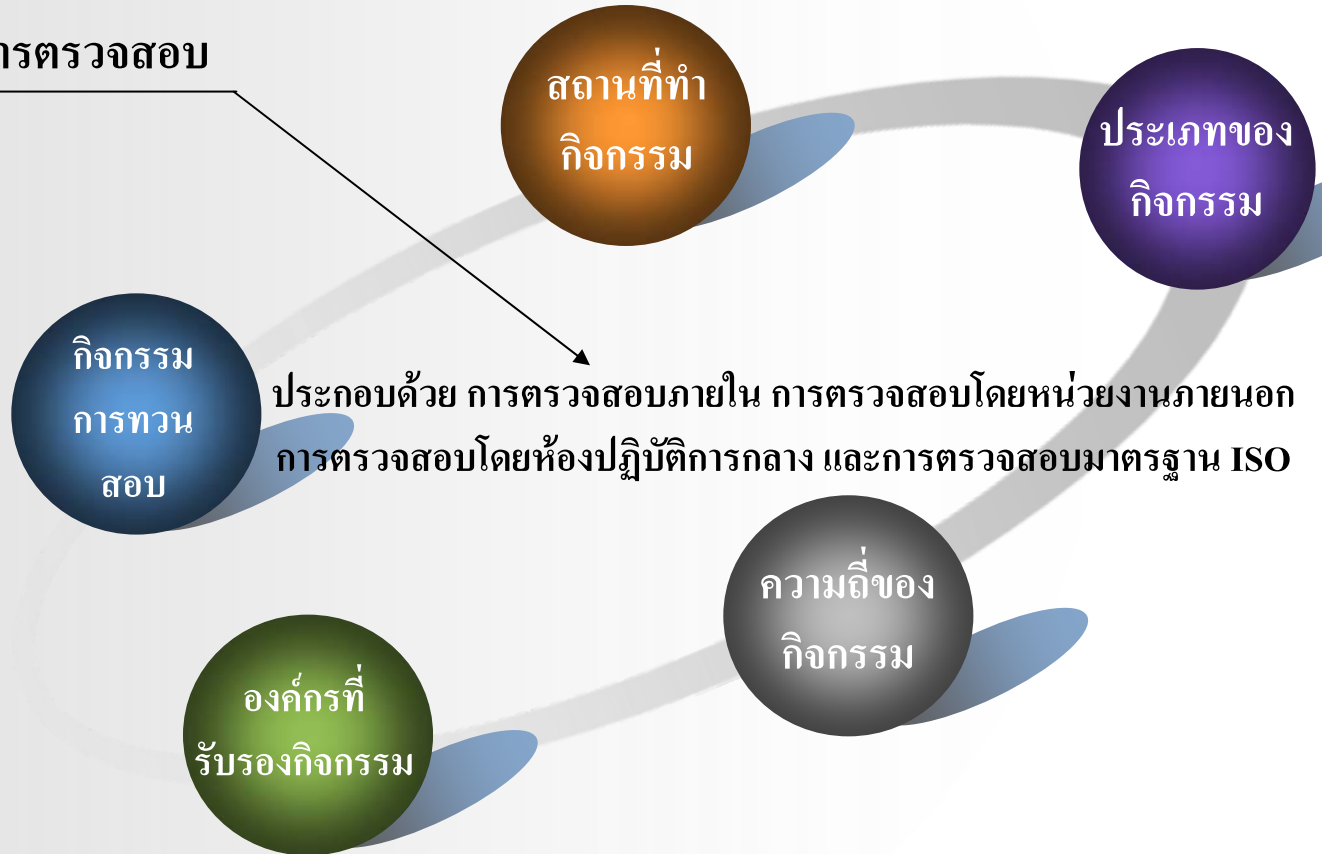 ารตรวจสอบ
สถานที่ทำ
กิจกรรม
ประเภทของ
กิจกรรม
กิจกรรม
การทวน
สอบ
ประกอบด้วย การตรวจสอบภายใน การตรวจสอบโดยหน่วยงานภายนอก
การตรวจสอบโดยห้องปฏิบัติการกลาง และการตรวจสอบมาตรฐาน ISO
ความถี่ของ
กิจกรรม
องค์กรที่
รับรองกิจกรรม